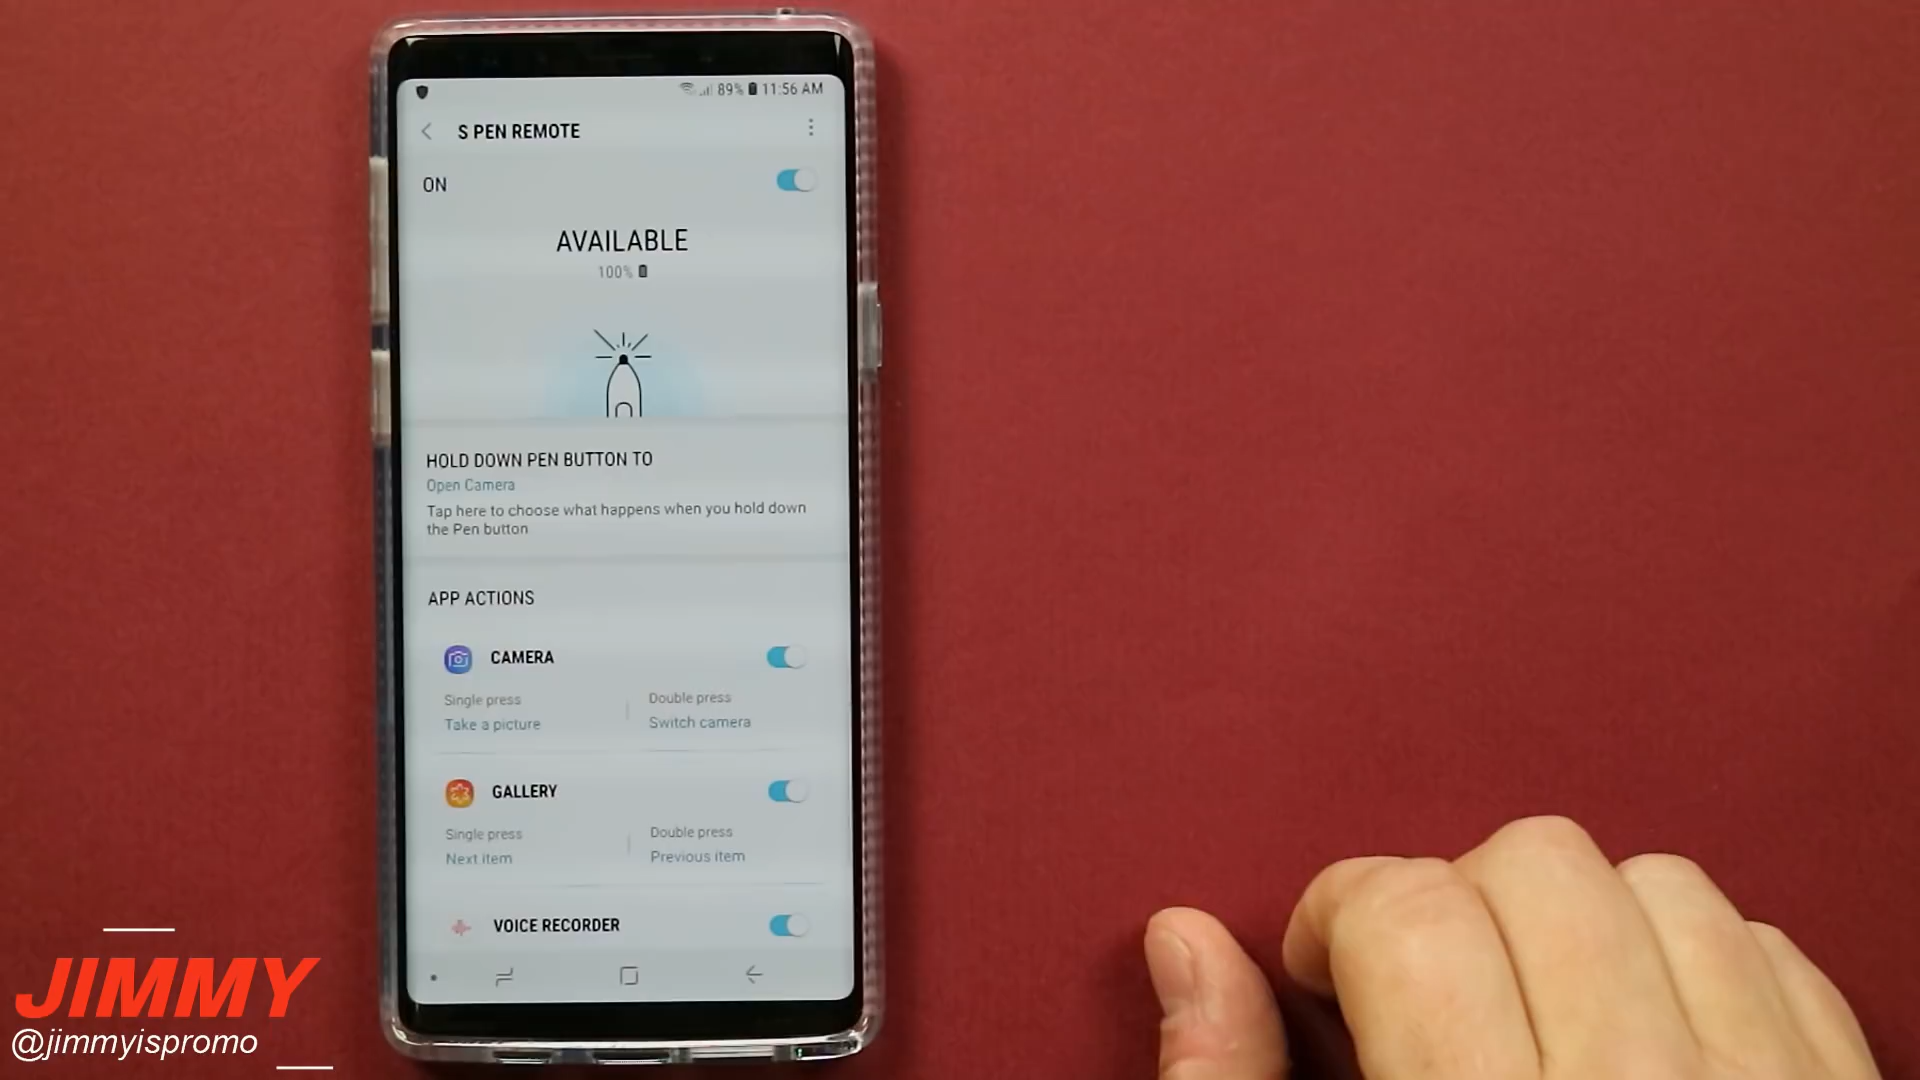 89% 11:56 AM
S PEN REMOTE
ON
AVAILABLE
100%
HOLD DOWN PEN BUTTON TO
Open Camera
Tap here to choose what happens when you hold down
the Pen button
APP ACTIONS
CAMERA
Single press
Take a picture
Double press
Switch camera
GALLERY
Single press
Next item
Double press
Previous item
VOICE RECORDER
JIMMY
@jimmyispromo